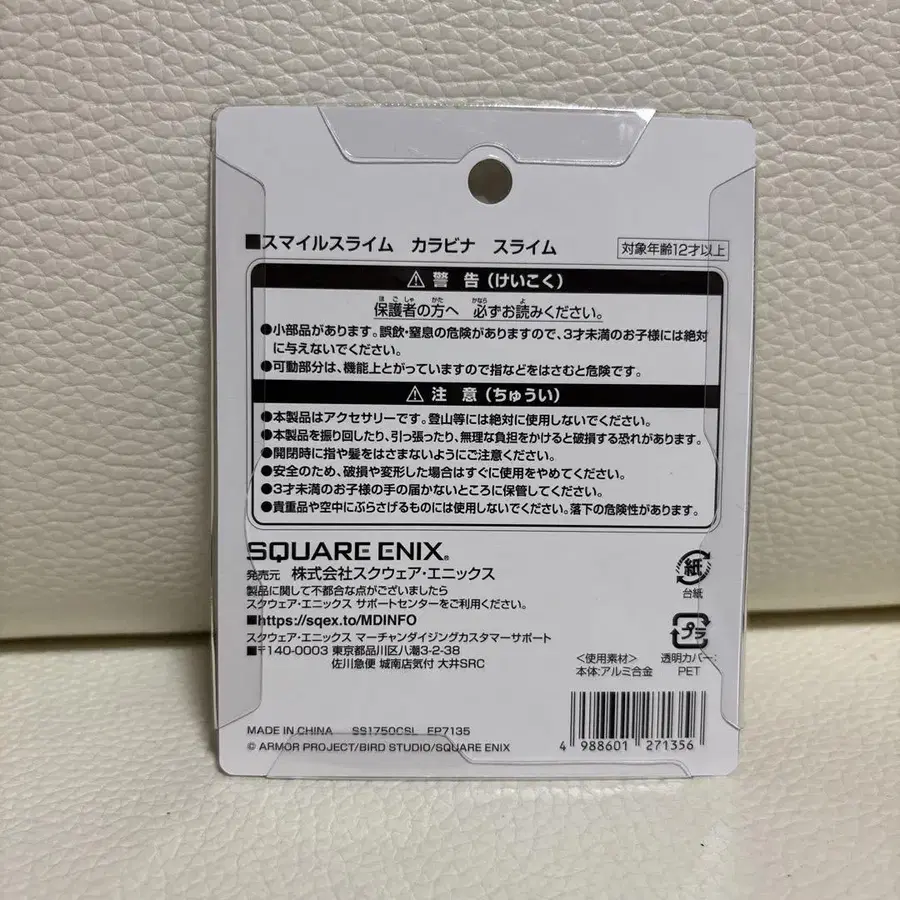 ■スマイルスライム カラビナ スライム
対象年齢12才以上
⚠警告(けいこく)
保護者の方へ 必ずお読みください。
●小部品があります。誤飲・窒息の危険がありますので、3才未満のお子様には絶対
に与えないでください。
●可動部分は、機能上とがっていますので指などをはさむと危険です。
⚠注意(ちゅうい)
●本製品はアクセサリーです。登山等には絶対に使用しないでください。
●本製品を振り回したり、引っ張ったり、無理な負担をかけると破損する恐れがあります。
●開閉時に指や髪をはさまないようにご注意ください。
●安全のため、破損や変形した場合はすぐに使用をやめてください。
●3才未満のお子様の手の届かないところに保管してください。
●貴重品や空中にぶらさげるものには使用しないでください。落下の危険性があります。
SQUARE ENIX®
発売元 株式会社スクウェア・エニックス
製品に関して不都合な点がございましたら
スクウェア・エニックス サポートセンターをご利用ください。
■https://sqex.to/MDINFO
スクウェア・エニックス マーチャンダイジングカスタマーサポート
■〒140-0003 東京都品川区八潮3-2-38
佐川急便 城南店気付 大井SRC
紙
台紙
プラ
透明カバー:
PET
<使用素材>
本体:アルミ合金
MADE IN CHINA SS1750CSL EP7135
© ARMOR PROJECT/BIRD STUDIO/SQUARE ENIX
4 988601 271356